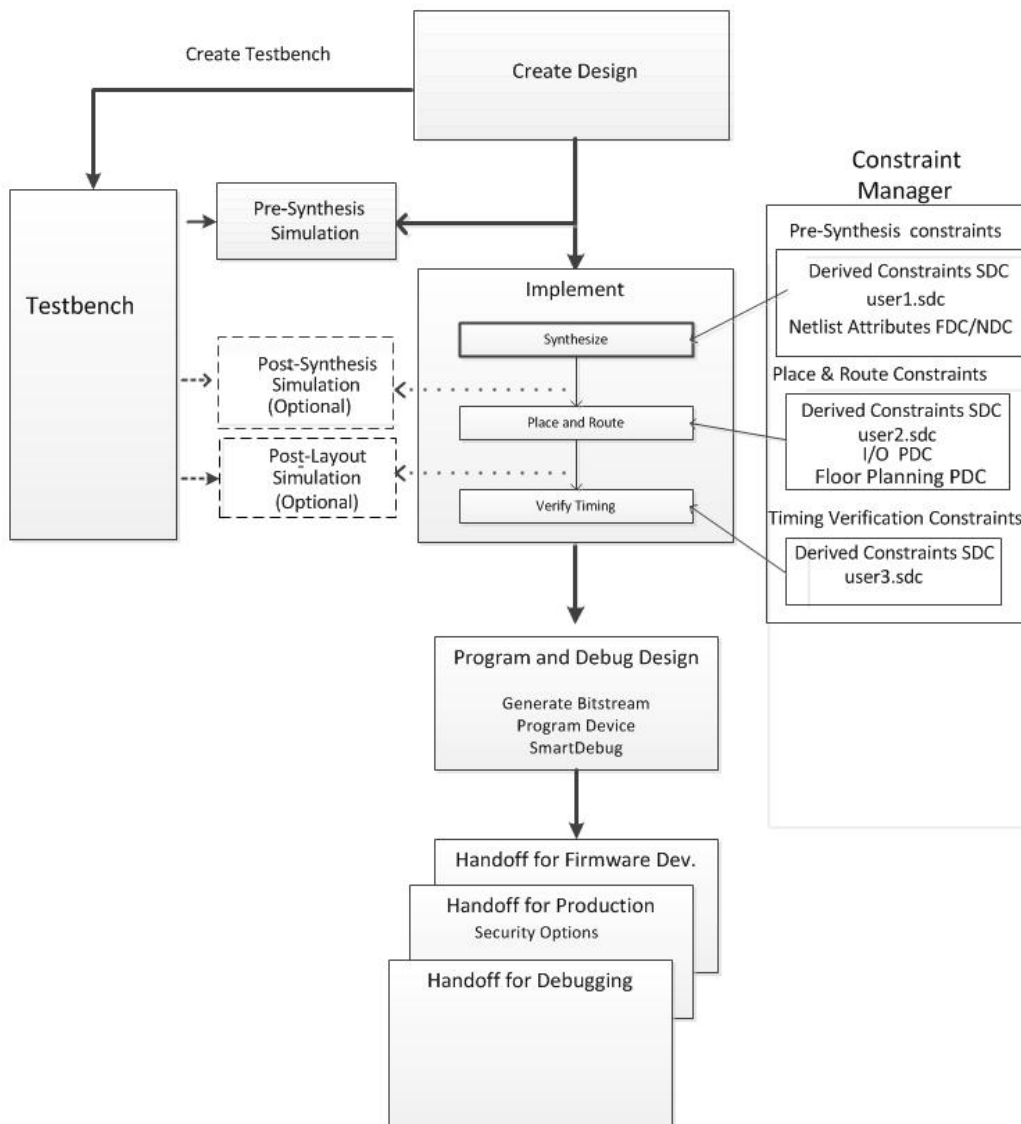 Create Testbench
Create Design
Constraint
Manager
Pre-Synthesis
Simulation
Pre-Synthesis constraints
Testbench
Implement
Derived Constraints SDC
user1.sdc
Netlist Attributes FDC/NDC
Synthesize
Post-Synthesis
Simulation
(Optional)
Place & Route Constraints
Place and Route
Derived Constraints SDC
user2.sdc
I/O PDC
Floor Planning PDC
Post-Layout
Simulation
(Optional)
Verify Timing
Timing Verification Constraints
Derived Constraints SDC
user3.sdc
Program and Debug Design
Generate Bitstream
Program Device
SmartDebug
Handoff for Firmware Dev.
Handoff for Production
Security Options
Handoff for Debugging